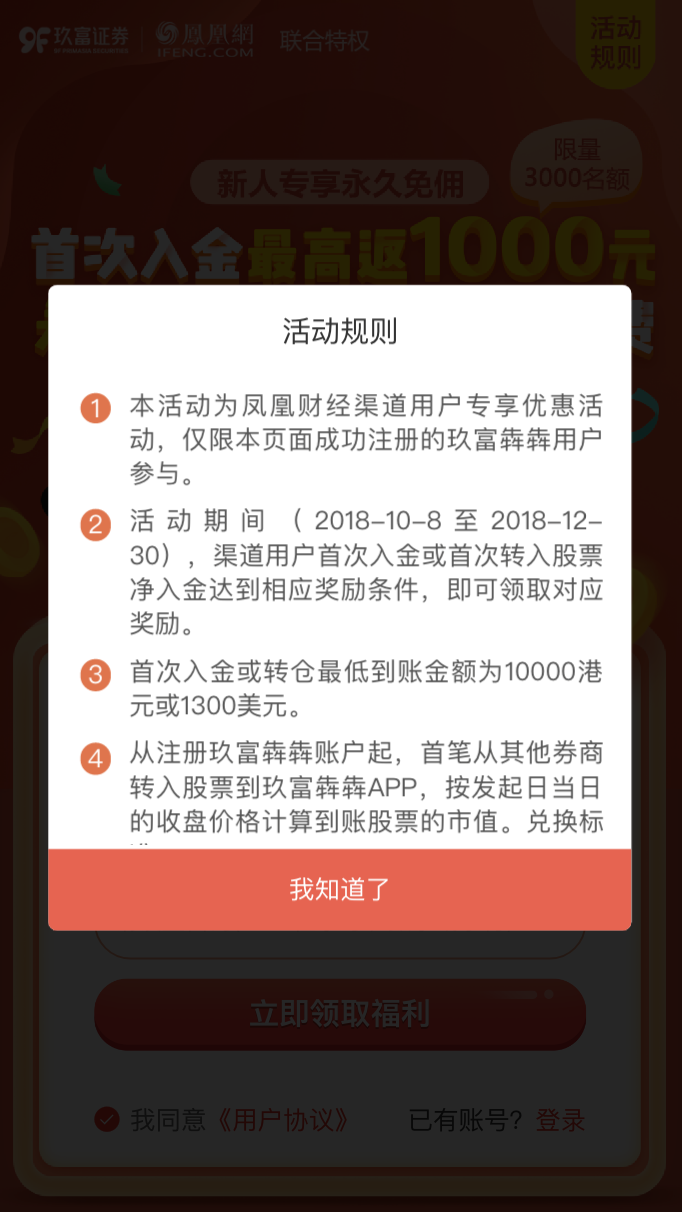 9F 玖富证券 鳳凰網 联合特权 活动
IFENG.COM 规则
限量
新人专享永久免佣 3000名额
首次入金最高返1000元
费
活动规则
1 本活动为凤凰财经渠道用户专享优惠活
动，仅限本页面成功注册的玖富犇犇用户
参与。
2 活动期间（2018-10-8至2018-12-
30），渠道用户首次入金或首次转入股票
净入金达到相应奖励条件，即可领取对应
奖励。
3 首次入金或转仓最低到账金额为10000港
元或1300美元。
4 从注册玖富犇犇账户起，首笔从其他券商
转入股票到玖富犇犇APP，按发起日当日
的收盘价格计算到账股票的市值。兑换标
我知道了
立即领取福利
我同意《用户协议》 已有账号？登录